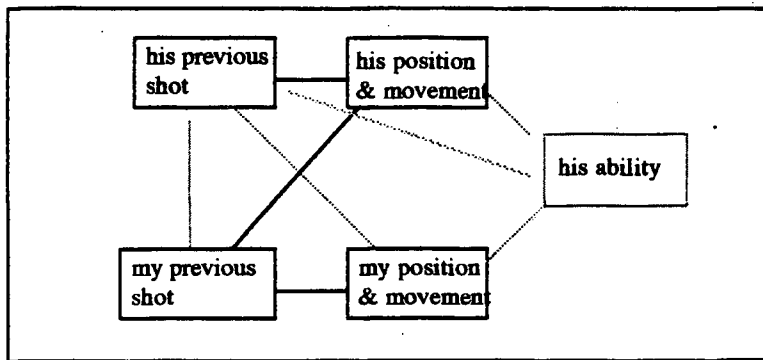 his previous
shot
his position
& movement
his ability
my previous
shot
my position
& movement